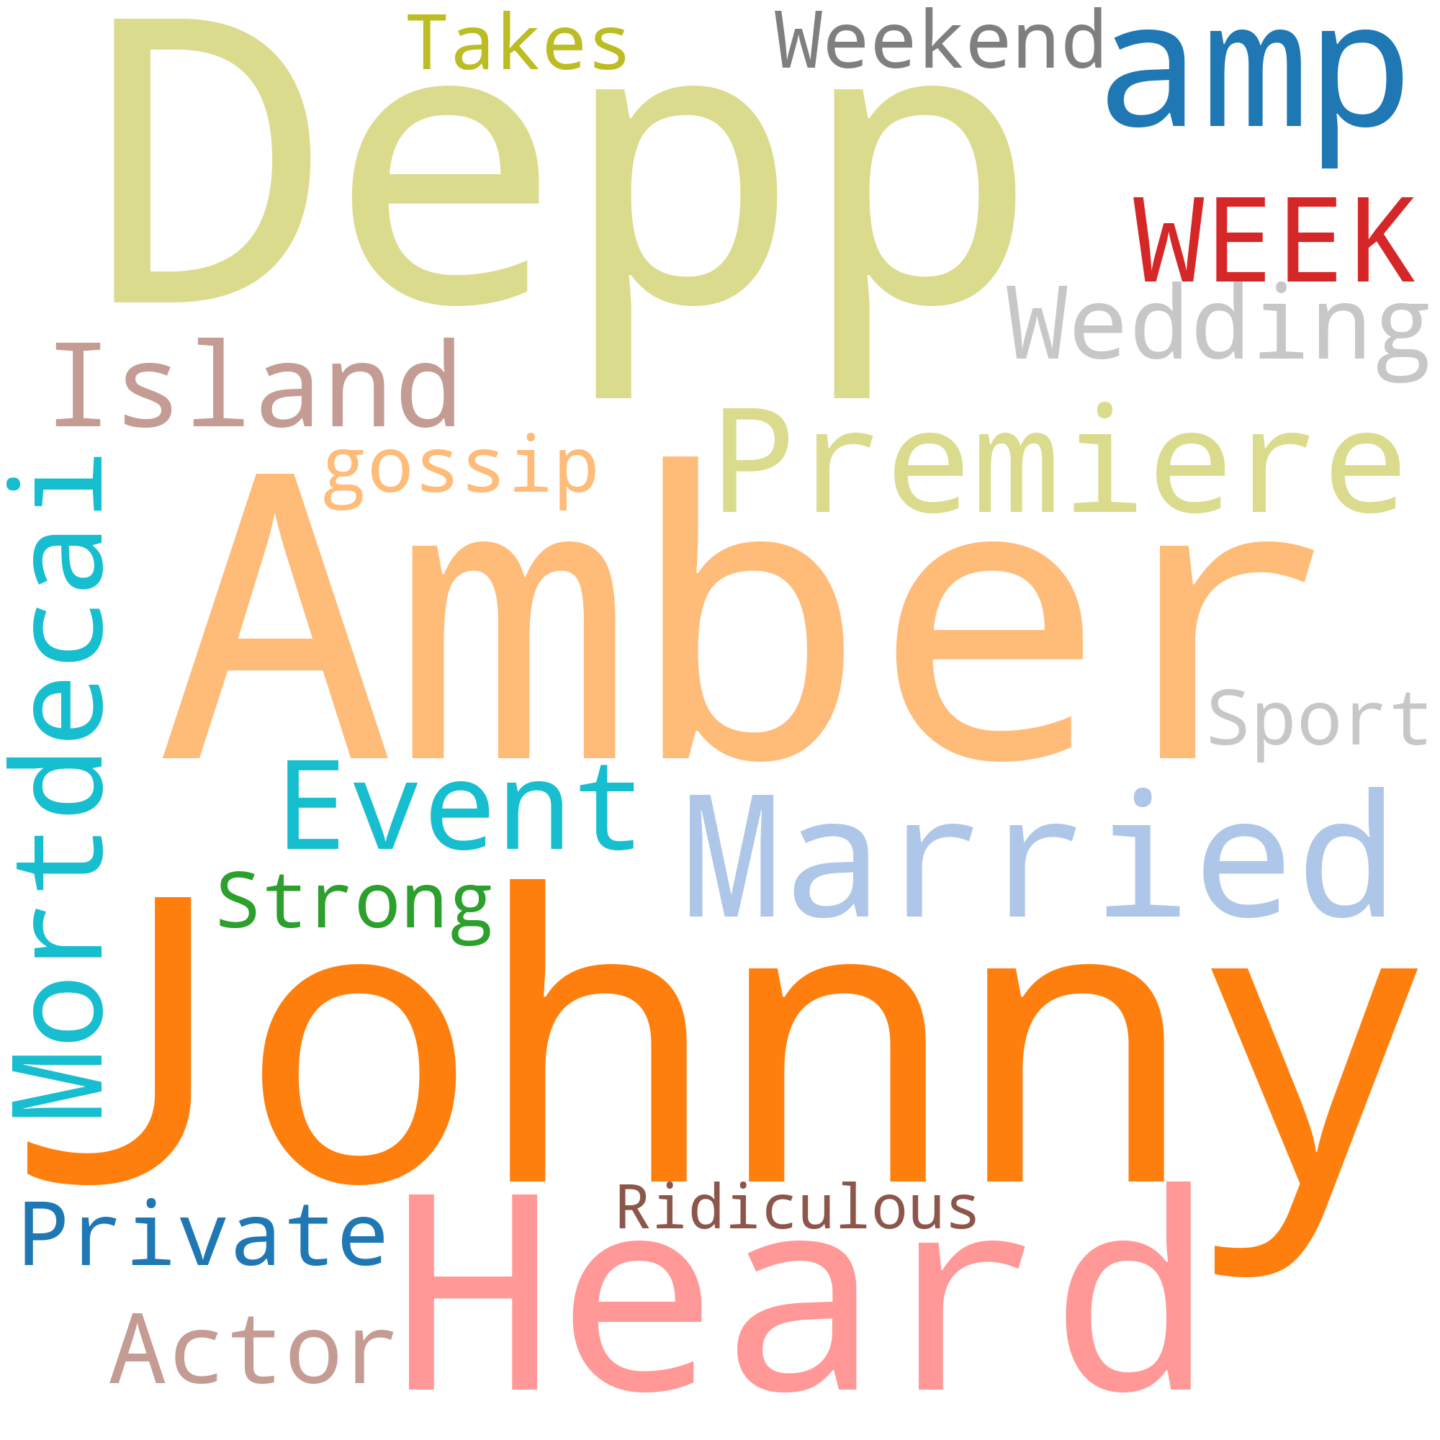 Takes
Weekend
amp
Depp
WEEK
Wedding
Island
Premiere
gossip
Mortdecai
Amber
Sport
Event
Married
Strong
Johnny
Ridiculous
Private
Heard
Actor